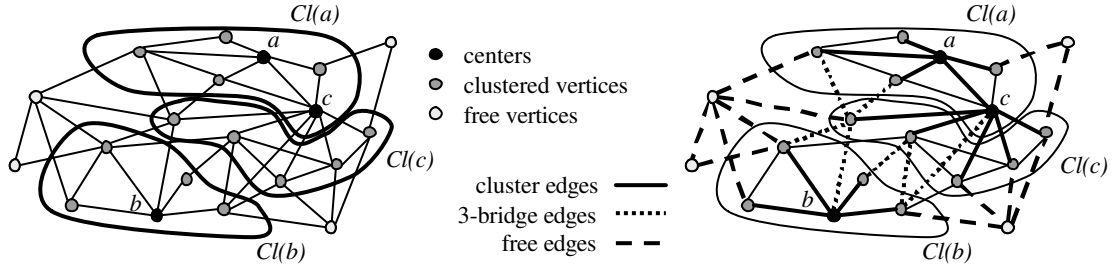 Cl(a)
a
c
b
Cl(c)
Cl(b)
centers
clustered vertices
free vertices
cluster edges
3-bridge edges
free edges
Cl(a)
a
c
b
Cl(c)
Cl(b)